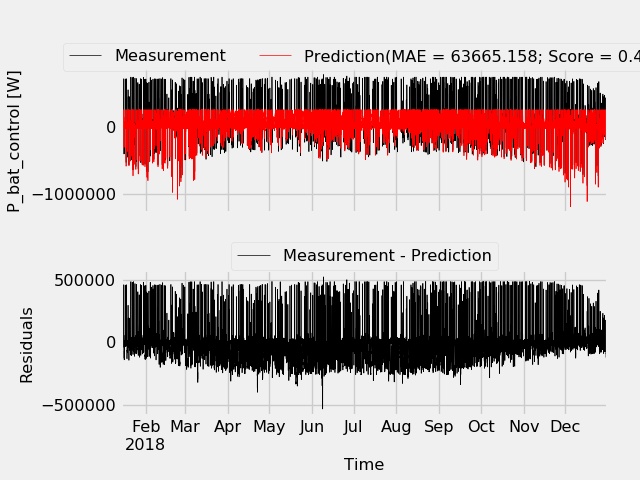 Measurement Prediction(MAE = 63665.158; Score = 0.4
P_bat_control [W]
0
−1000000
Measurement - Prediction
Residuals
500000
0
−500000
Feb Mar Apr May Jun Jul Aug Sep Oct Nov Dec
2018
Time